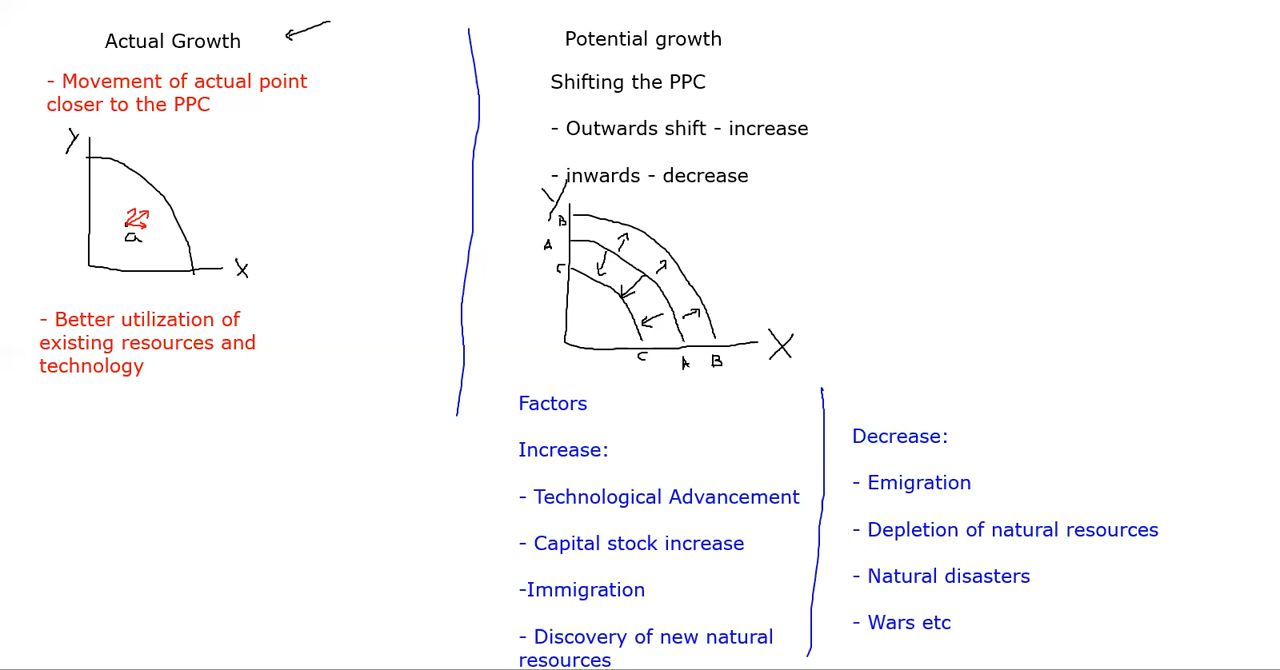 Actual Growth
- Movement of actual point
closer to the PPC
Y
a
X
- Better utilization of
existing resources and
technology
Potential growth
Shifting the PPC
- Outwards shift - increase
- inwards - decrease
Y
B
A
C
C
A
B
X
Factors
Increase:
- Technological Advancement
- Capital stock increase
-Immigration
- Discovery of new natural
resources
Decrease:
- Emigration
- Depletion of natural resources
- Natural disasters
- Wars etc